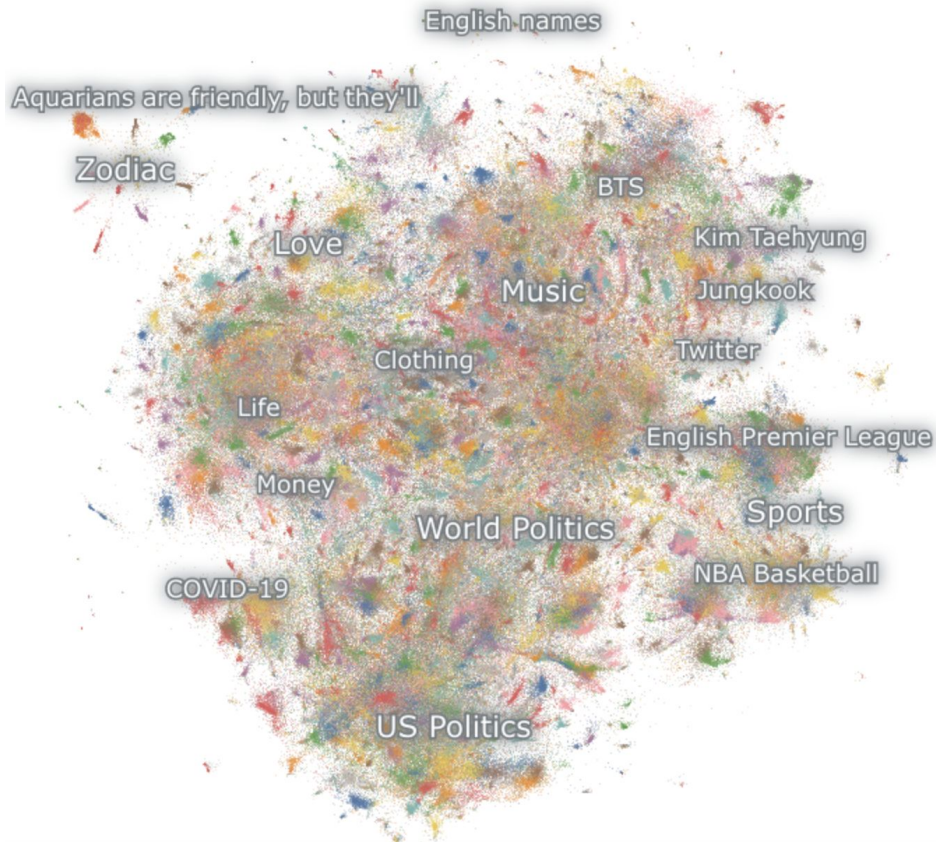 English names
Aquarians are friendly, but they'll
Zodiac
BTS
Love
Kim Taehyung
Music
Jungkook
Clothing
Twitter
Life
English Premier League
Money
Sports
World Politics
NBA Basketball
COVID-19
US Politics